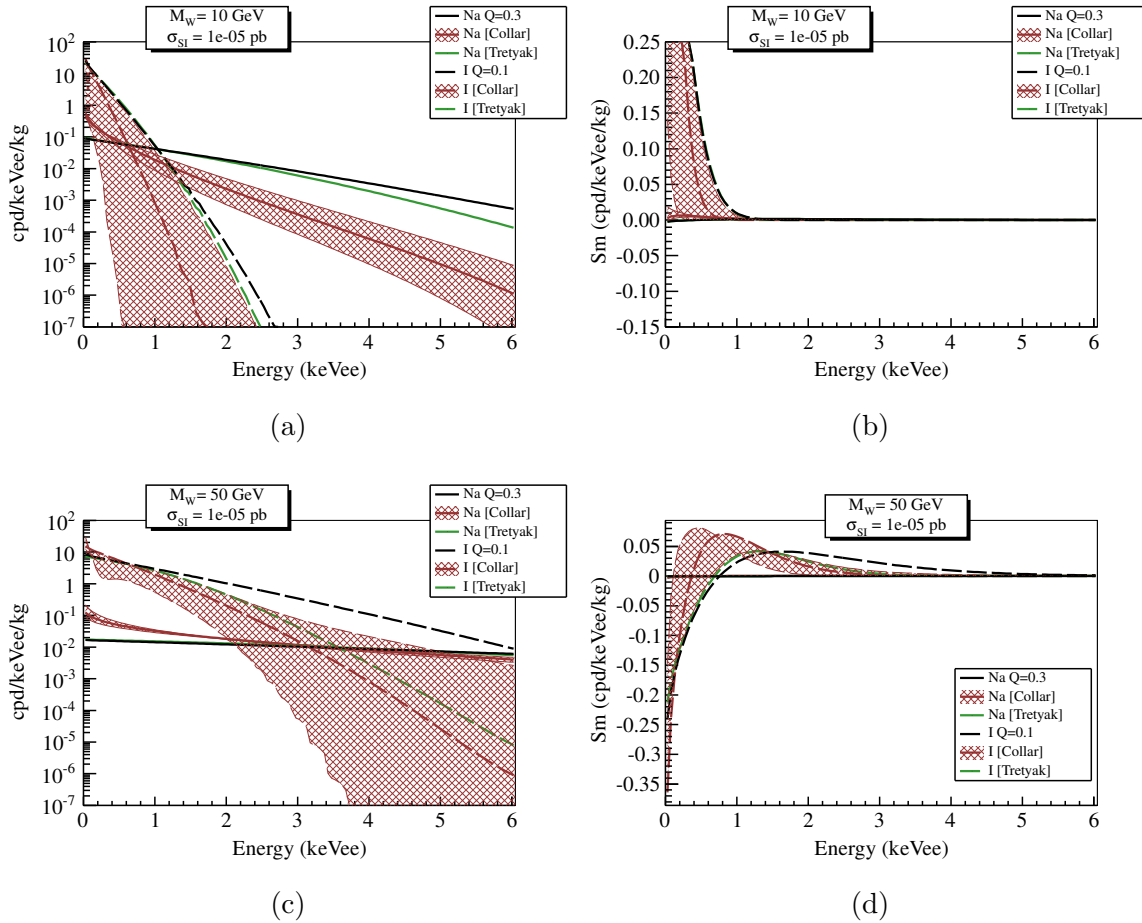 M_W= 10 GeV
σ_SI = 1e-05 pb
Na Q=0.3
Na [Collar]
Na [Tretyak]
I Q=0.1
I [Collar]
I [Tretyak]
cpd/keVee/kg
10^2
10
1
10^-1
10^-2
10^-3
10^-4
10^-5
10^-6
10^-7
0 1 2 3 4 5 6
Energy (keVee)
(a)
M_W= 10 GeV
σ_SI = 1e-05 pb
Na Q=0.3
Na [Collar]
Na [Tretyak]
I Q=0.1
I [Collar]
I [Tretyak]
Sm (cpd/keVee/kg)
0.25
0.20
0.15
0.10
0.05
0.00
-0.05
-0.10
-0.15
0 1 2 3 4 5 6
Energy (keVee)
(b)
M_W= 50 GeV
σ_SI = 1e-05 pb
Na Q=0.3
Na [Collar]
Na [Tretyak]
I Q=0.1
I [Collar]
I [Tretyak]
cpd/keVee/kg
10^2
10
1
10^-1
10^-2
10^-3
10^-4
10^-5
10^-6
10^-7
0 1 2 3 4 5 6
Energy (keVee)
(c)
M_W= 50 GeV
σ_SI = 1e-05 pb
Sm (cpd/keVee/kg)
0.05
0
-0.05
-0.1
-0.15
-0.2
-0.25
-0.3
-0.35
Na Q=0.3
Na [Collar]
Na [Tretyak]
I Q=0.1
I [Collar]
I [Tretyak]
0 1 2 3 4 5 6
Energy (keVee)
(d)